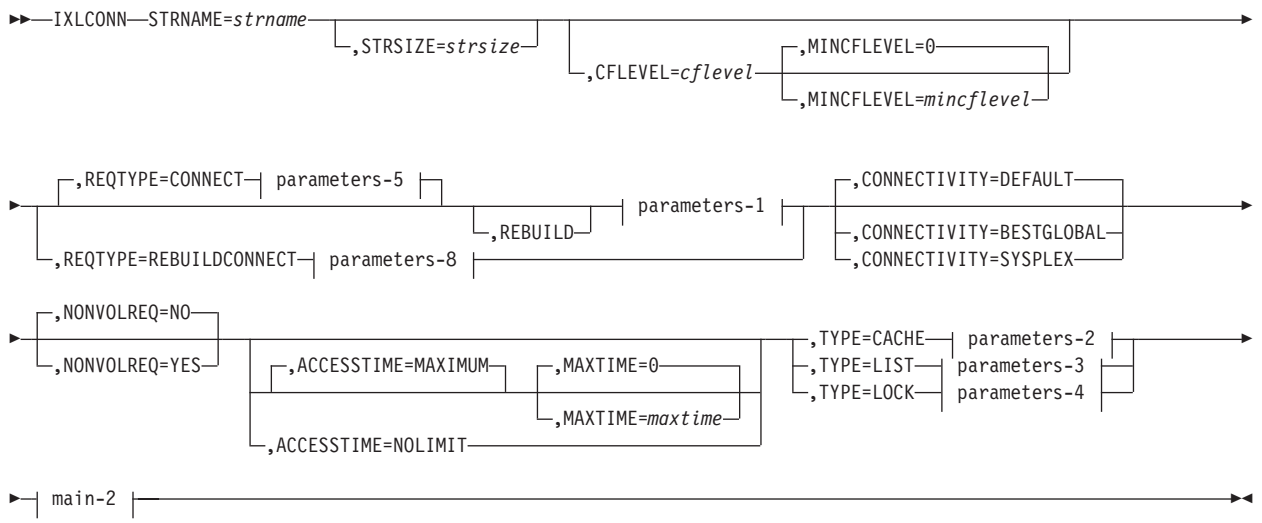 IXLCONN STRNAME=strname
,STRSIZE=strsize
,CFLEVEL=cflevel
,MINCFLEVEL=0
,MINCFLEVEL=mincflevel
,REQTYPE=CONNECT parameters-5
,REBUILD
parameters-1
,REQTYPE=REBUILDCONNECT parameters-8
,CONNECTIVITY=DEFAULT
,CONNECTIVITY=BESTGLOBAL
,CONNECTIVITY=SYSPLEX
,NONVOLREQ=NO
,NONVOLREQ=YES
,ACCESSTIME=MAXIMUM
,MAXTIME=0
,MAXTIME=maxtime
,ACCESSTIME=NOLIMIT
,TYPE=CACHE parameters-2
,TYPE=LIST parameters-3
,TYPE=LOCK parameters-4
main-2